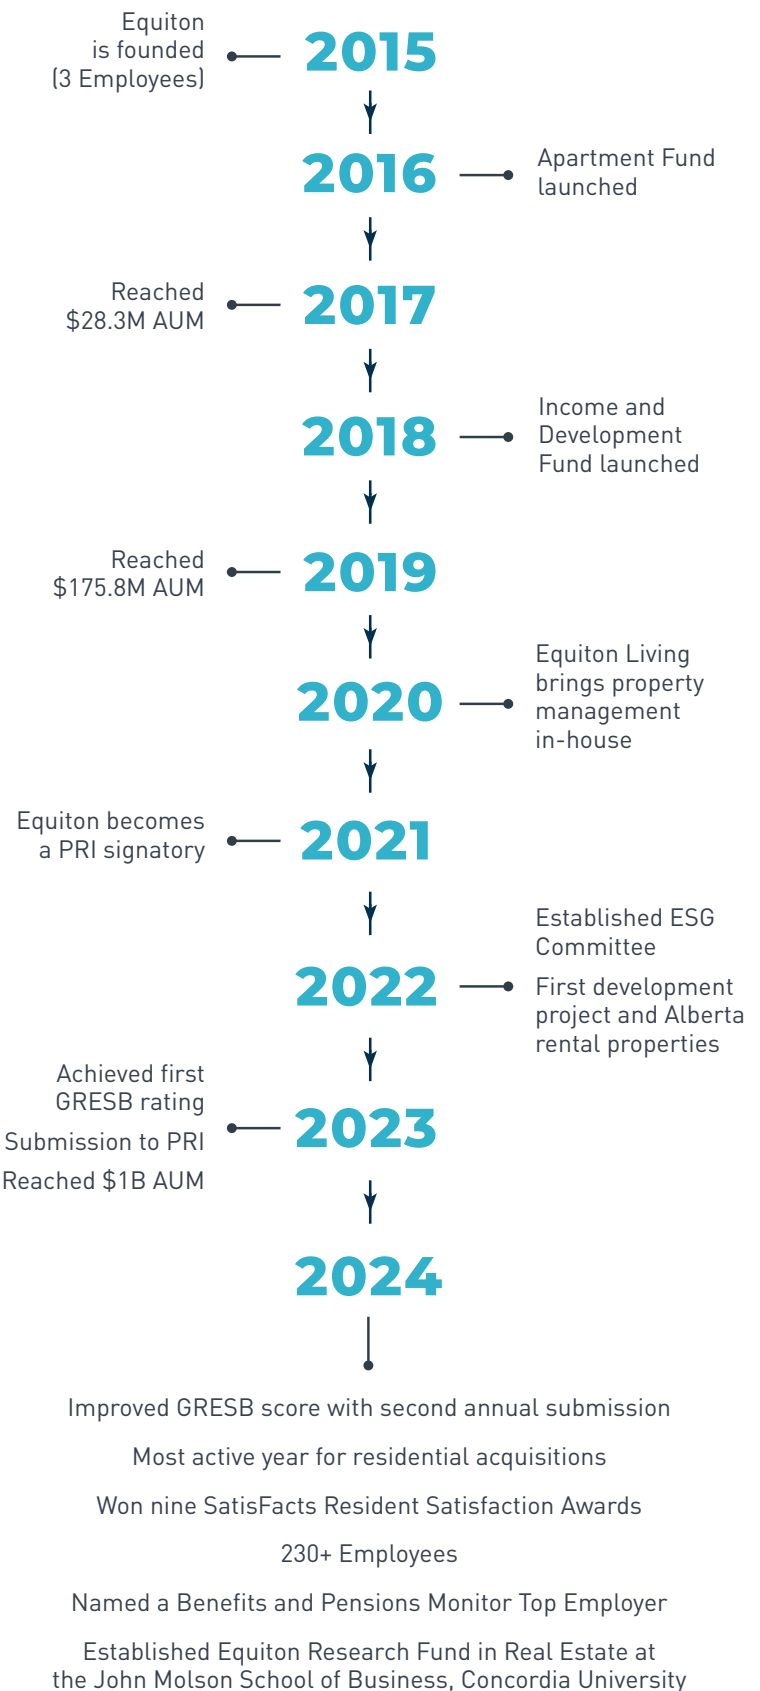 Equiton
is founded
(3 Employees)
2015
2016
Apartment Fund
launched
Reached
$28.3M AUM
2017
2018
Income and
Development
Fund launched
Reached
$175.8M AUM
2019
2020
Equiton Living
brings property
management
in-house
Equiton becomes
a PRI signatory
2021
2022
Established ESG
Committee
First development
project and Alberta
rental properties
Achieved first
GRESB rating
Submission to PRI
Reached $1B AUM
2023
2024
Improved GRESB score with second annual submission
Most active year for residential acquisitions
Won nine SatisFacts Resident Satisfaction Awards
230+ Employees
Named a Benefits and Pensions Monitor Top Employer
Established Equiton Research Fund in Real Estate at
the John Molson School of Business, Concordia University